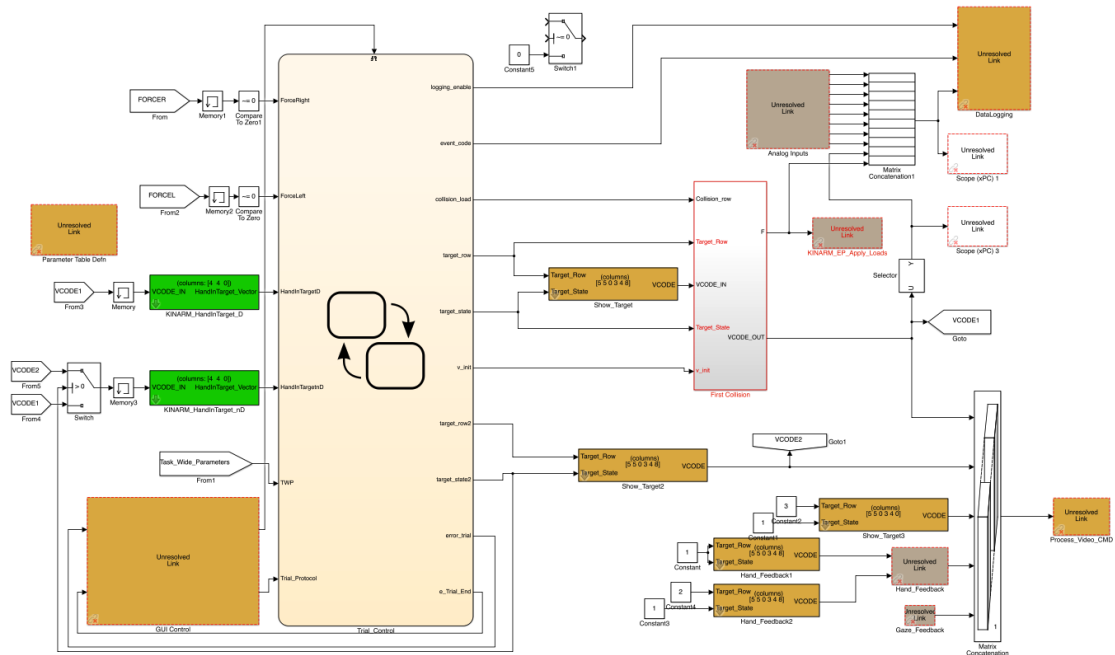 0
Constant5
~= 0
Switch1
Unresolved
Link
DataLogging
FORCER
From
Memory1
~= 0
Compare
To Zero1
ForceRight
logging_enable
Unresolved
Link
Analog Inputs
Matrix
Concatenation1
Unresolved
Link
Scope (xPC) 1
event_code
FORCEL
From2
Memory2
~= 0
Compare
To Zero
ForceLeft
collision_load
Collision_row
F
Unresolved
Link
KINARM_EP_Apply_Loads
Unresolved
Link
Scope (xPC) 3
Unresolved
Link
Parameter Table Defn
target_row
Target_Row
Target_Row
(columns)
[5 5 0 3 4 8]
VCODE
Target_State
Show_Target
VCODE_IN
Y
Selector
U
VCODE1
From3
Memory
(columns: [4 4 0])
VCODE_IN
HandInTarget_Vector
KINARM_HandInTarget_D
HandInTargetD
target_state
Target_State
VCODE_OUT
VCODE1
Goto
VCODE2
From5
VCODE1
From4
> 0
Switch
Memory3
(columns: [4 4 0])
VCODE_IN
HandInTarget_Vector
KINARM_HandInTarget_nD
HandInTargetnD
v_init
v_init
First Collision
target_row2
VCODE2
Goto1
Task_Wide_Parameters
From1
TWP
target_state2
Target_Row
(columns)
[5 5 0 3 4 8]
VCODE
Target_State
Show_Target2
3
Constant2
1
Constant1
Target_Row
(columns)
[5 5 0 3 4 0]
VCODE
Target_State
Show_Target3
Unresolved
Link
Process_Video_CMD
Unresolved
Link
GUI Control
error_trial
1
Constant
Target_Row
(columns)
[5 5 0 3 4 8]
VCODE
Target_State
Hand_Feedback1
Unresolved
Link
Hand_Feedback
Trial_Protocol
e_Trial_End
Trial_Control
2
Constant4
1
Constant3
Target_Row
(columns)
[5 5 0 3 4 8]
VCODE
Target_State
Hand_Feedback2
Unresolved
Link
Gaze_Feedback
1
Matrix
Concatenation